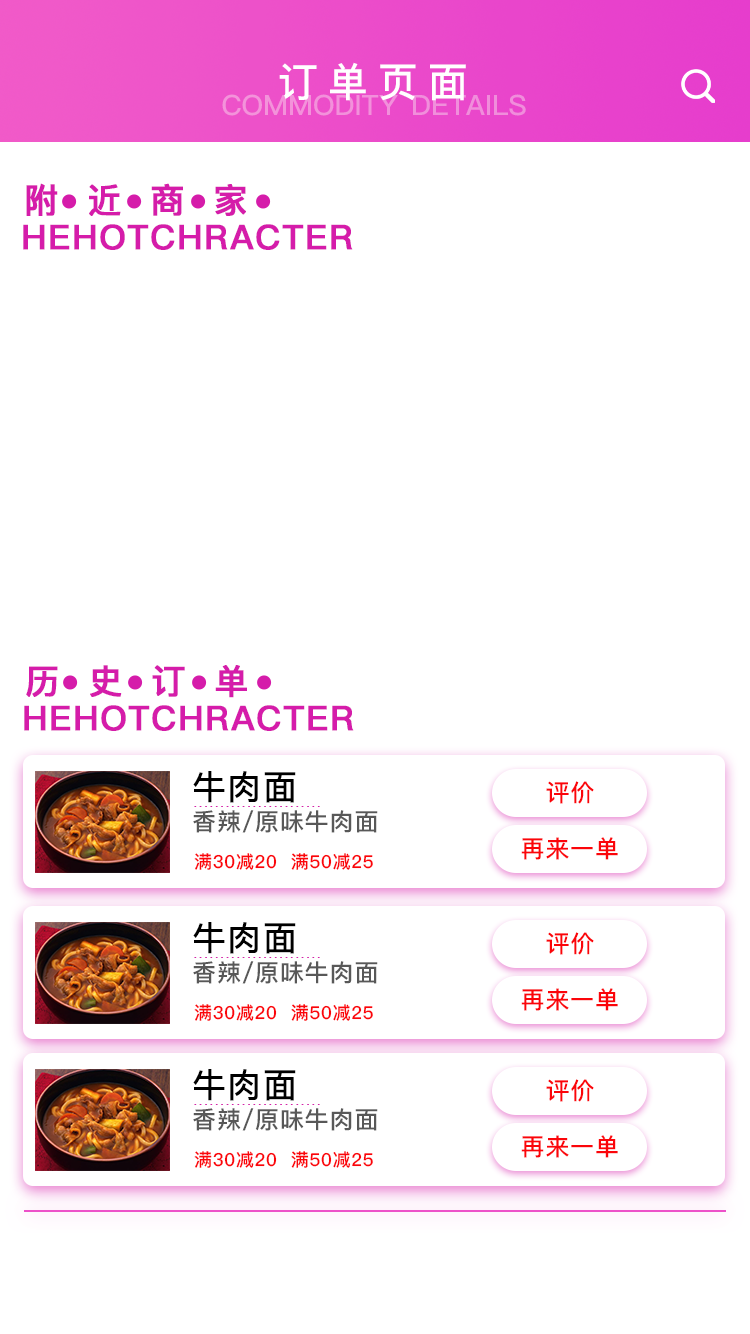 订单页面
COMMODITY DETAILS
附• 近•商•家•
HEHOTCHRACTER
历• 史•订•单•
HEHOTCHRACTER
牛肉面
香辣/原味牛肉面
满30减20 满50减25
评价
再来一单
牛肉面
香辣/原味牛肉面
满30减20 满50减25
评价
再来一单
牛肉面
香辣/原味牛肉面
满30减20 满50减25
评价
再来一单